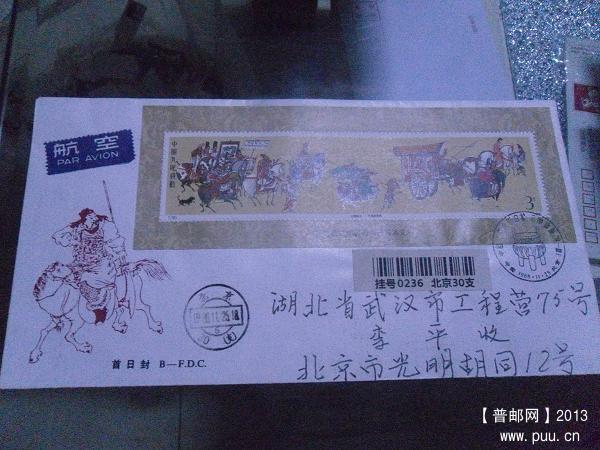 航空
PAR AVION
中国人民邮政
3元
挂号0236 北京30支
湖北省武汉市工程营75号
李 平 收
北京市光明胡同12号
首日封 B—F.D.C.
【普邮网】2013
www.puu.cn